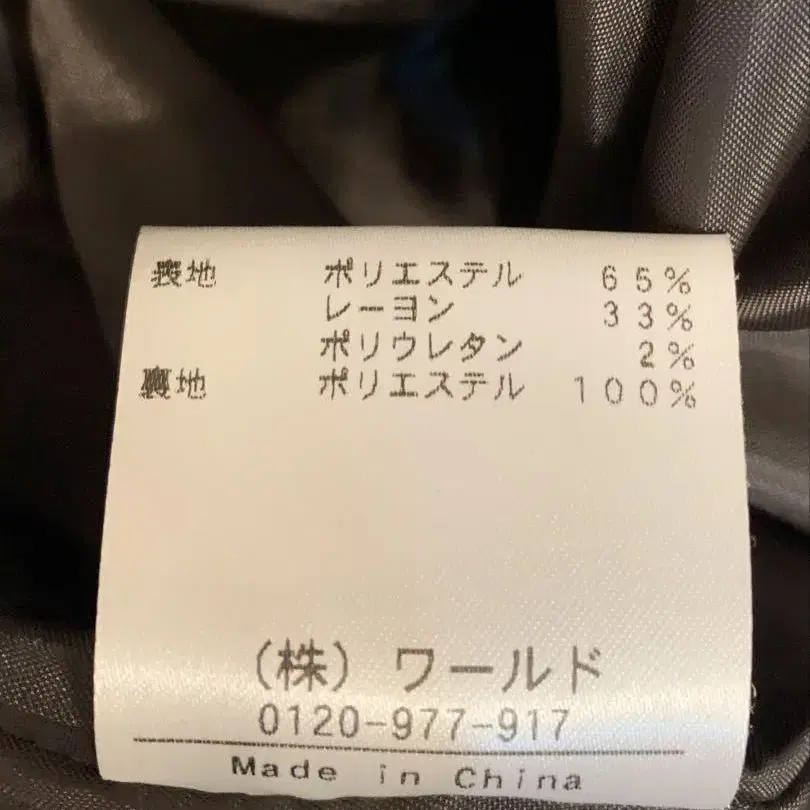 表地 ポリエステル 65%
レーヨン 33%
ポリウレタン 2%
裏地 ポリエステル 100%
(株) ワールド
0120-977-917
Made in China